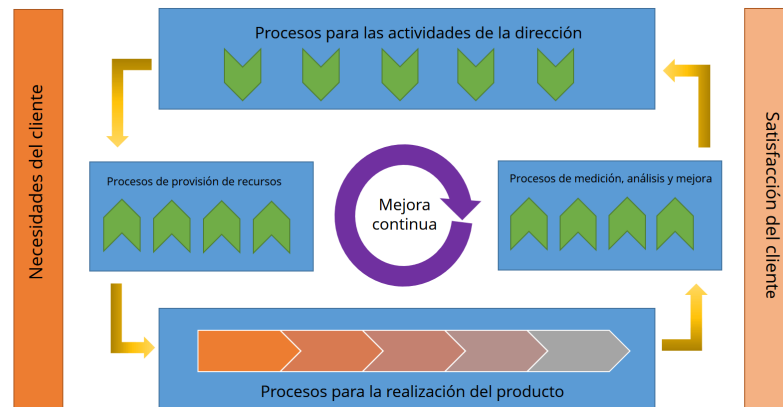 Necesidades del cliente
Procesos para las actividades de la dirección
Procesos de provisión de recursos
Mejora
continua
Procesos de medición, análisis y mejora
Procesos para la realización del producto
Satisfacción del cliente